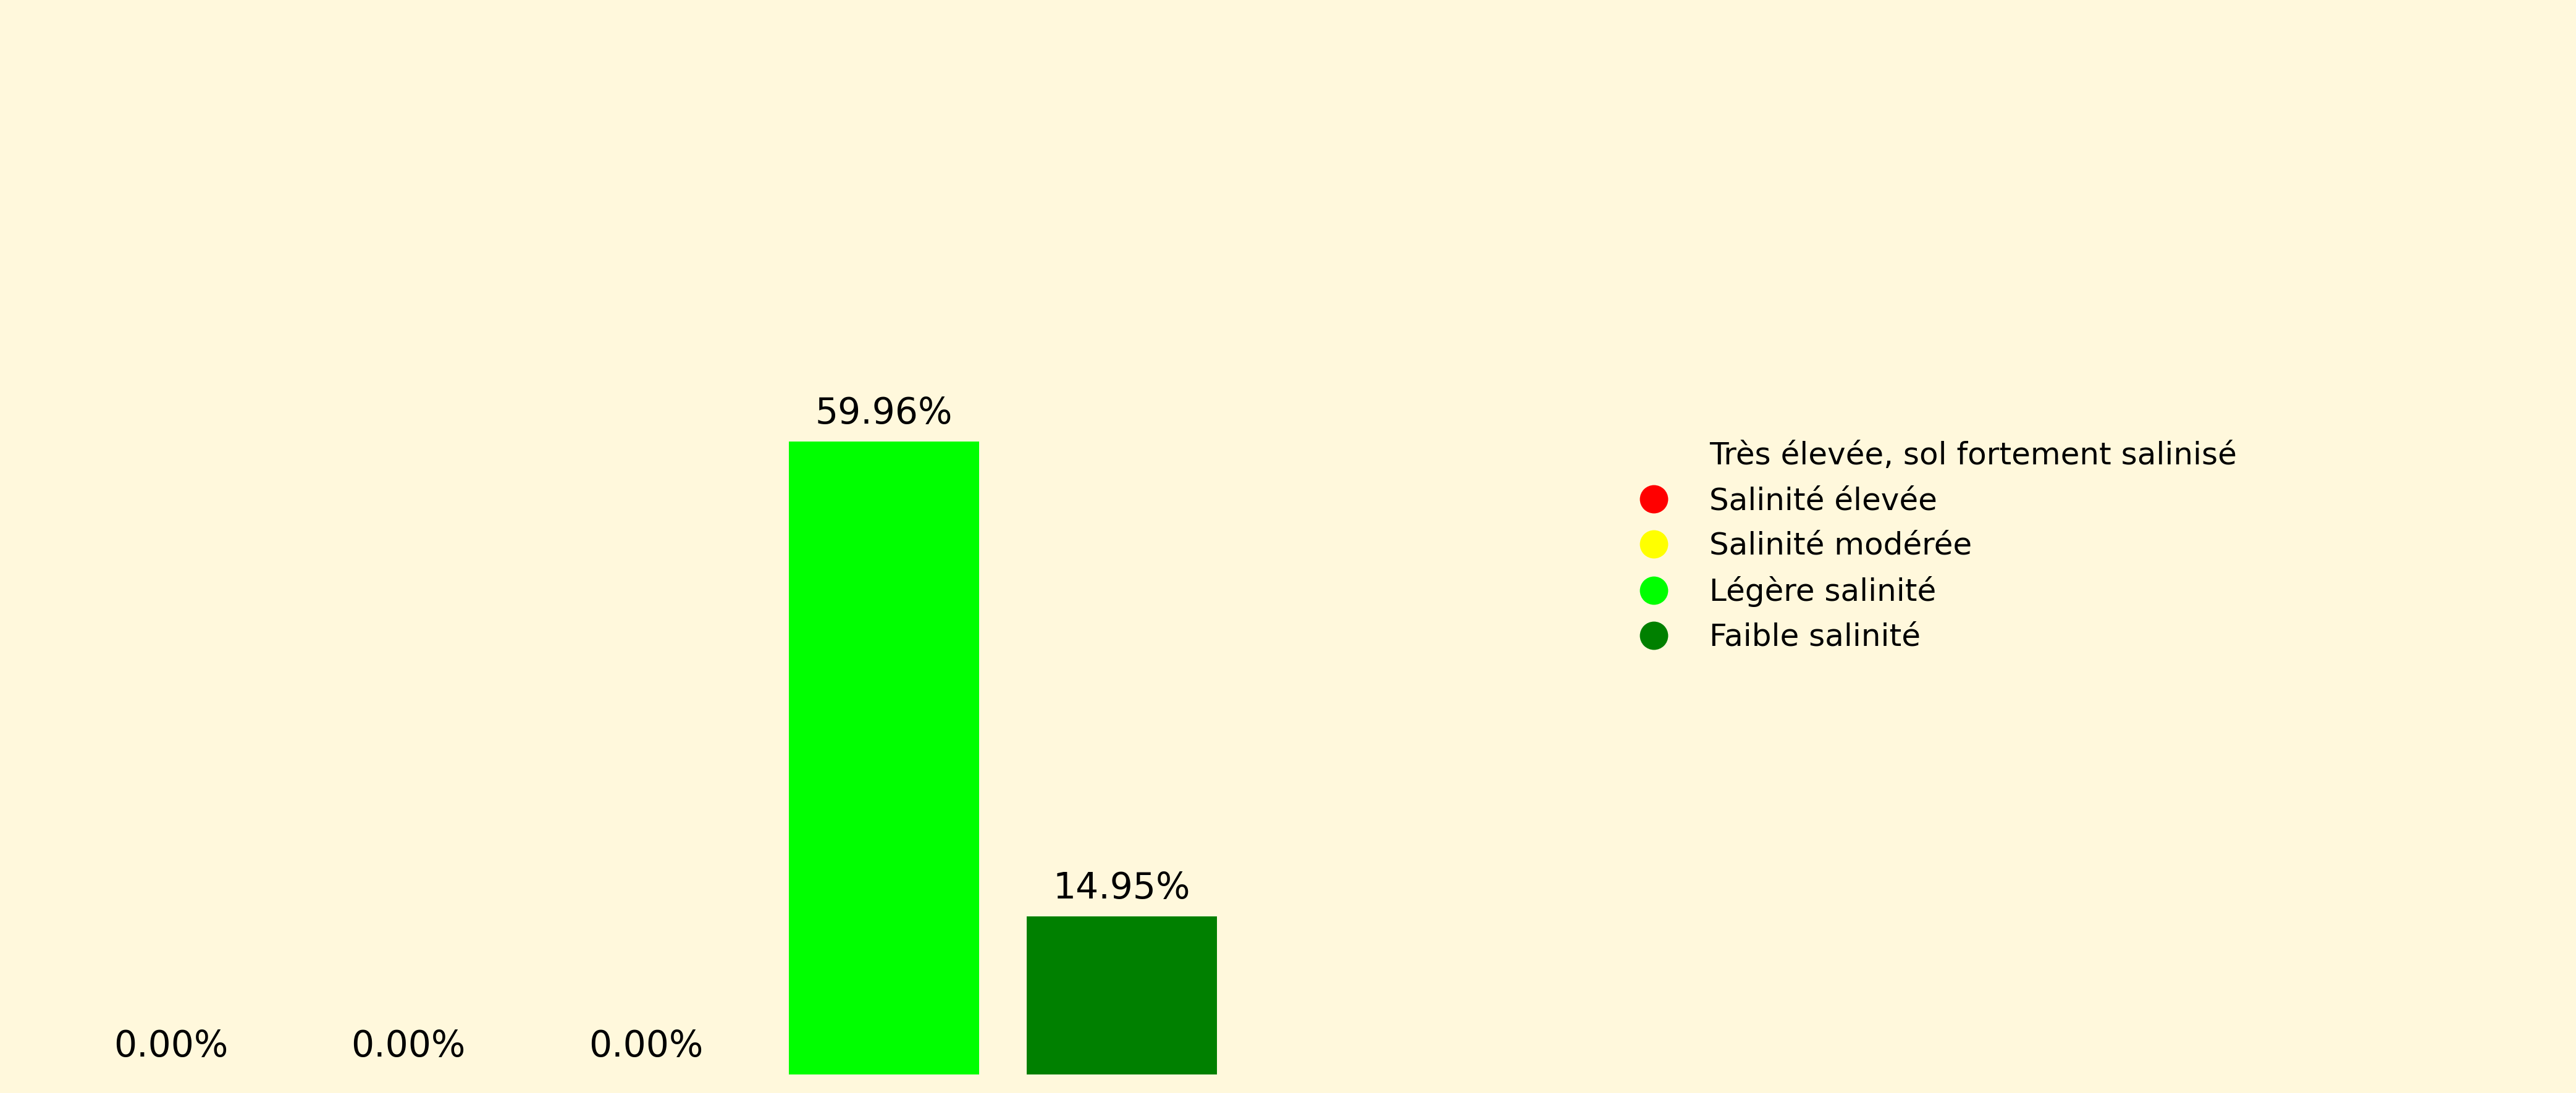 59.96%
14.95%
0.00%
0.00%
0.00%
Très élevée, sol fortement salinisé
Salinité élevée
Salinité modérée
Légère salinité
Faible salinité